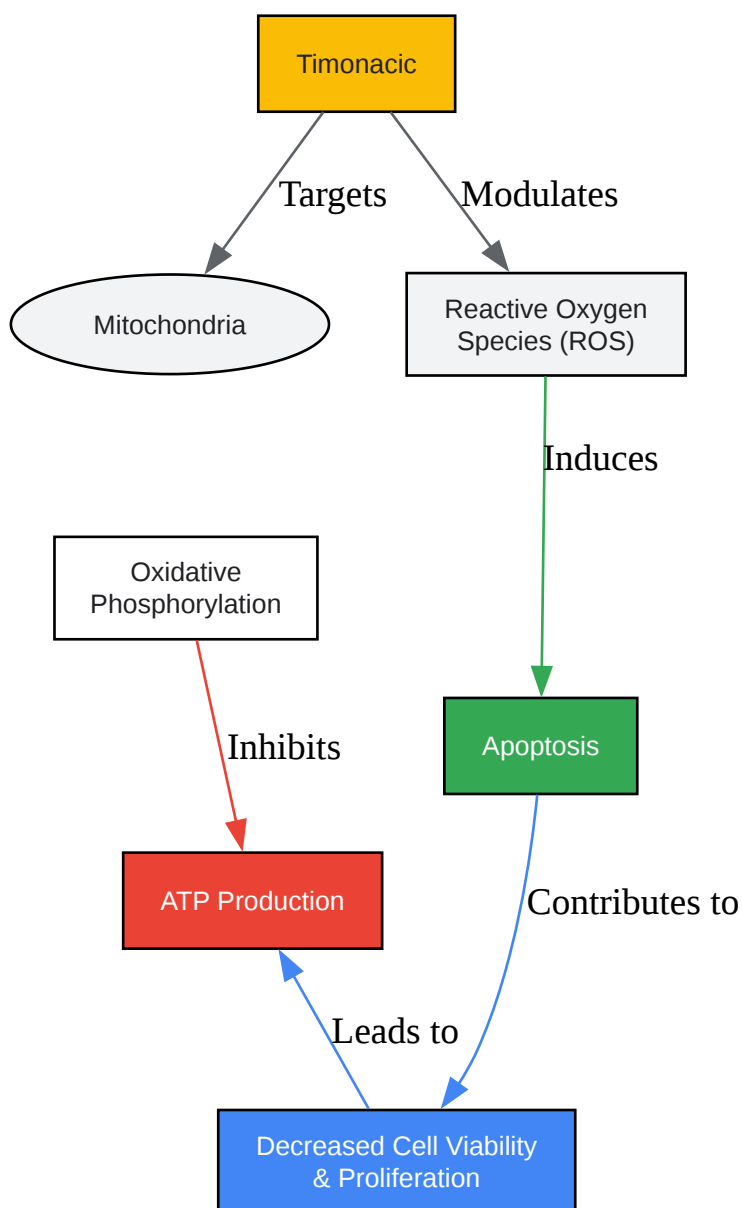 Timonacic
Targets
Modulates
Mitochondria
Reactive Oxygen
Species (ROS)
Induces
Oxidative
Phosphorylation
Inhibits
Apoptosis
ATP Production
Contributes to
Leads to
Decreased Cell Viability
& Proliferation